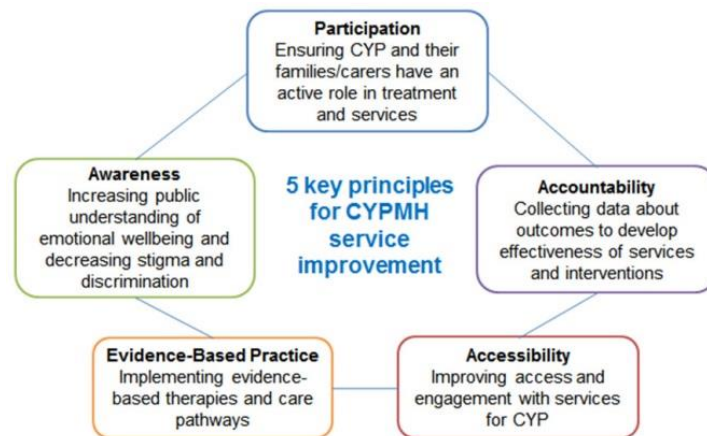 Participation
Ensuring CYP and their
families/carers have an
active role in treatment
and services
Awareness
Increasing public
understanding of
emotional wellbeing and
decreasing stigma and
discrimination
5 key principles
for CYPMH
service
improvement
Accountability
Collecting data about
outcomes to develop
effectiveness of services
and interventions
Evidence-Based Practice
Implementing evidence-
based therapies and care
pathways
Accessibility
Improving access and
engagement with services
for CYP